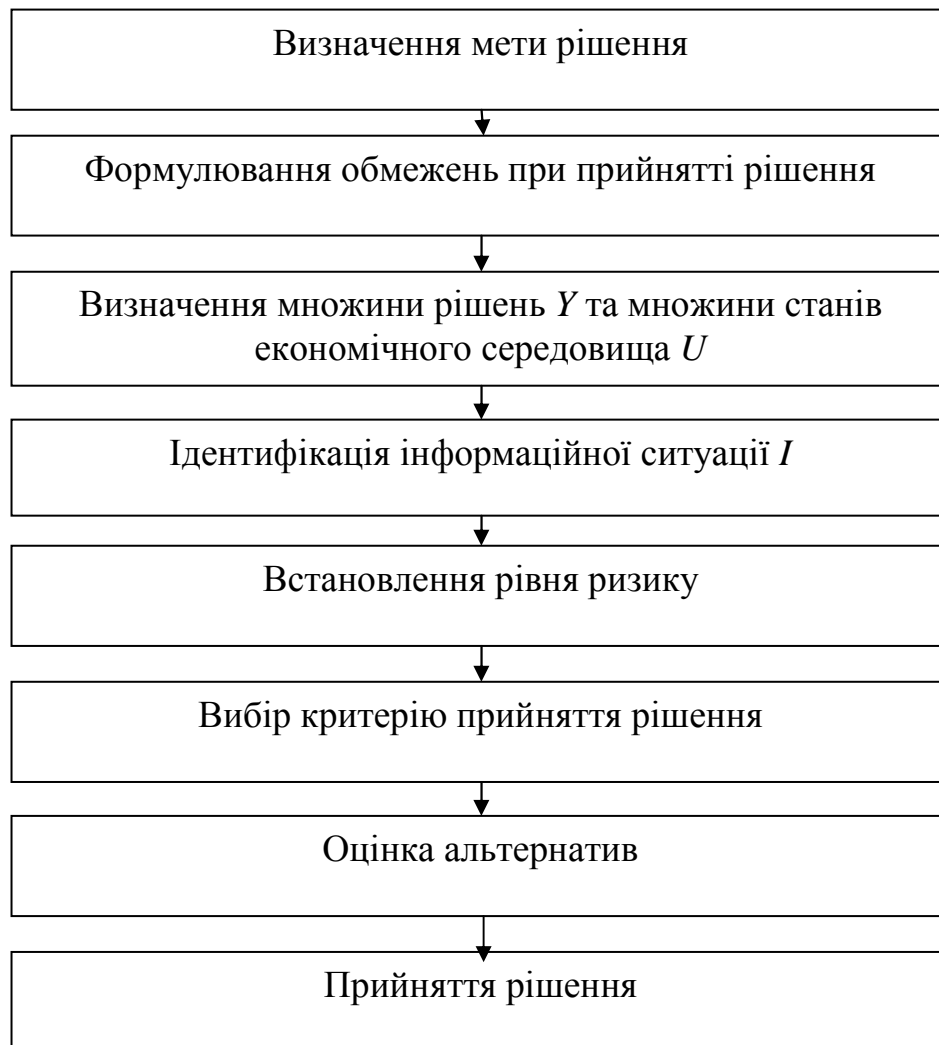 Визначення мети рішення
Формулювання обмежень при прийнятті рішення
Визначення множини рішень Y та множини станів
економічного середовища U
Ідентифікація інформаційної ситуації I
Встановлення рівня ризику
Вибір критерію прийняття рішення
Оцінка альтернатив
Прийняття рішення